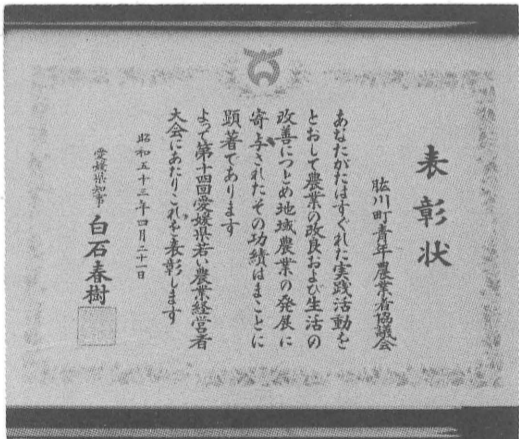 表彰状
肱川町青年農業者協議会
あなたがたはすぐれた実践活動を
とおして農業の改良および生活の
改善につとめ地域農業の発展に
寄与されたその功績はまことに
顕著であります
よって第十四回愛媛県若い農業経営者
大会にあたりこれを表彰します
昭和五十三年四月二十一日
愛媛県知事 白石春樹